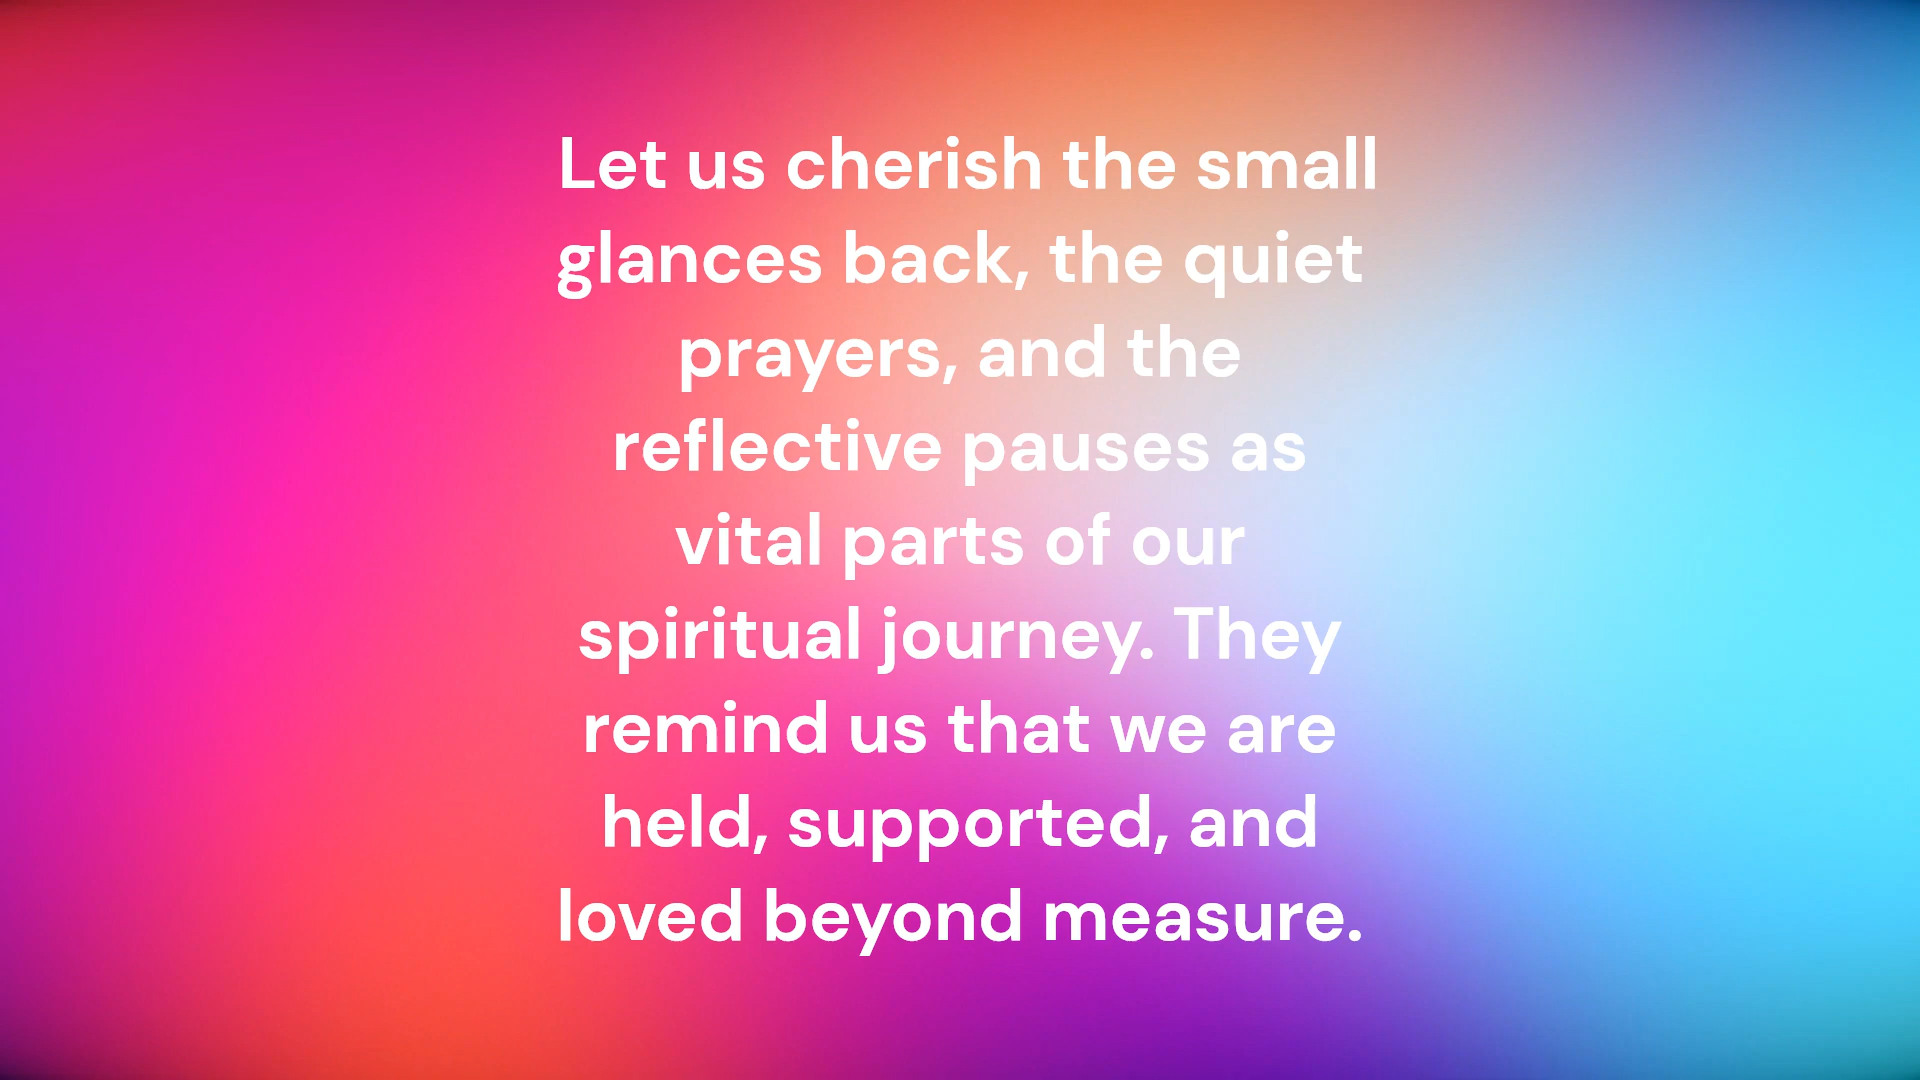 Let us cherish the small
glances back, the quiet
prayers, and the
reflective pauses as
vital parts of our
spiritual journey. They
remind us that we are
held, supported, and
loved beyond measure.